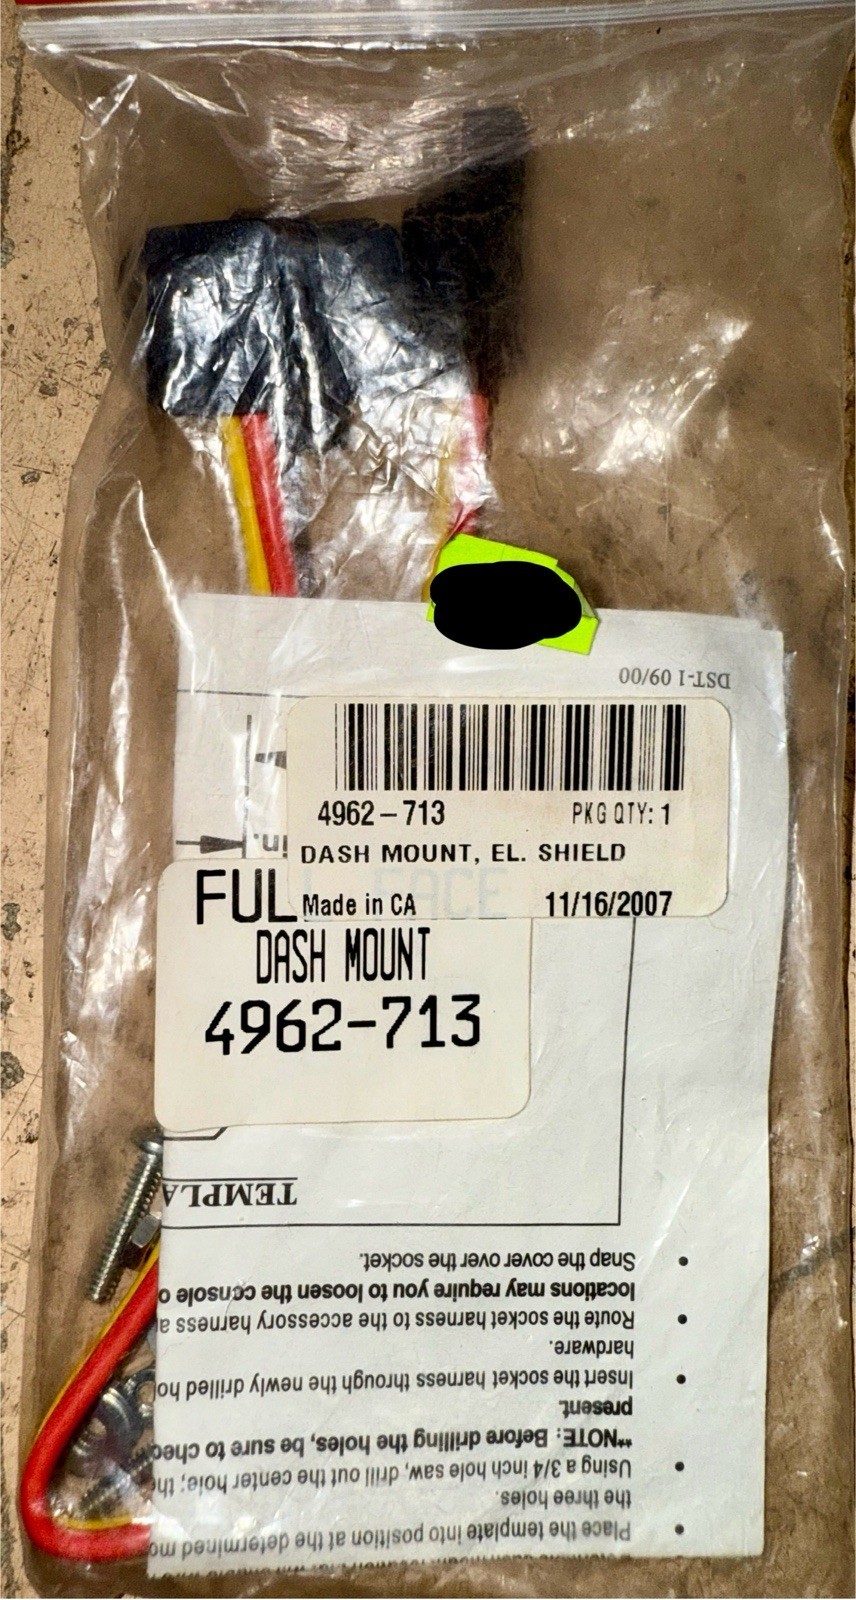 DST-1 09/00
4962-713 PKG QTY: 1
DASH MOUNT, EL. SHIELD
Made in CA 11/16/2007
FULL FACE
DASH MOUNT
4962-713
in.
Place the template into position at the determined mo
the three holes.
Using a 3/4 inch hole saw, drill out the center hole; th
**NOTE: Before drilling the holes, be sure to chec
present.
Insert the socket harness through the newly drilled ho
hardware.
Route the socket harness to the accessory harness a
locations may require you to loosen the console o
Snap the cover over the socket.
TEMPLA